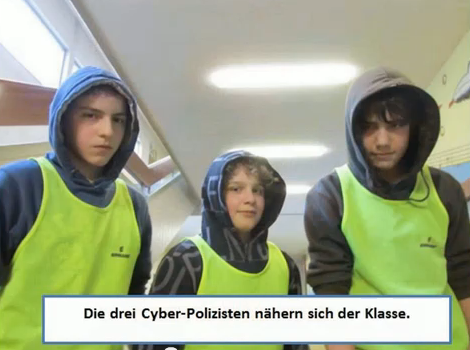 Die drei Cyber-Polizisten nähern sich der Klasse.